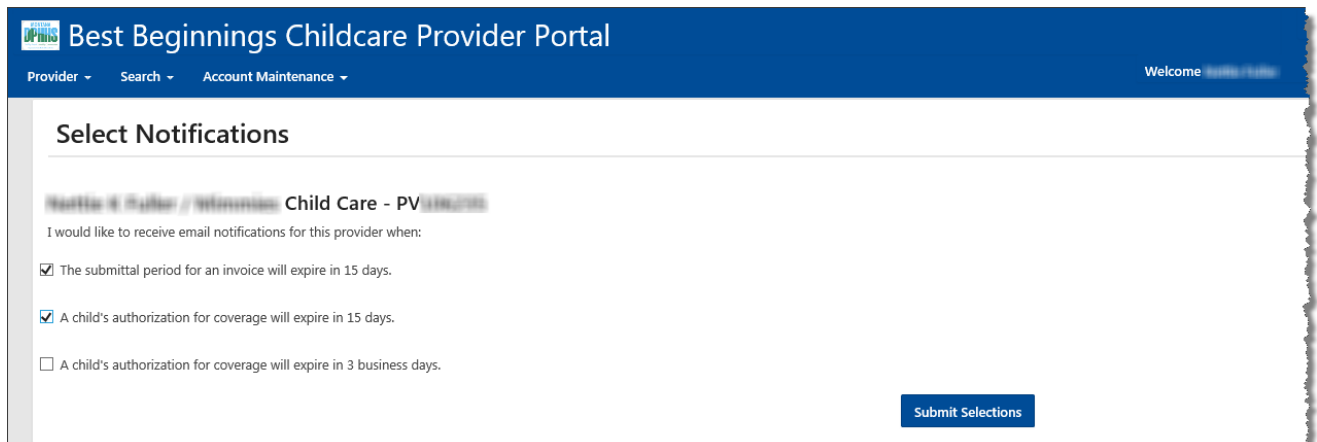 DPHHS Best Beginnings Childcare Provider Portal
Provider Search Account Maintenance Welcome
Select Notifications
Child Care - PV
I would like to receive email notifications for this provider when:
The submittal period for an invoice will expire in 15 days.
A child's authorization for coverage will expire in 15 days.
A child's authorization for coverage will expire in 3 business days.
Submit Selections